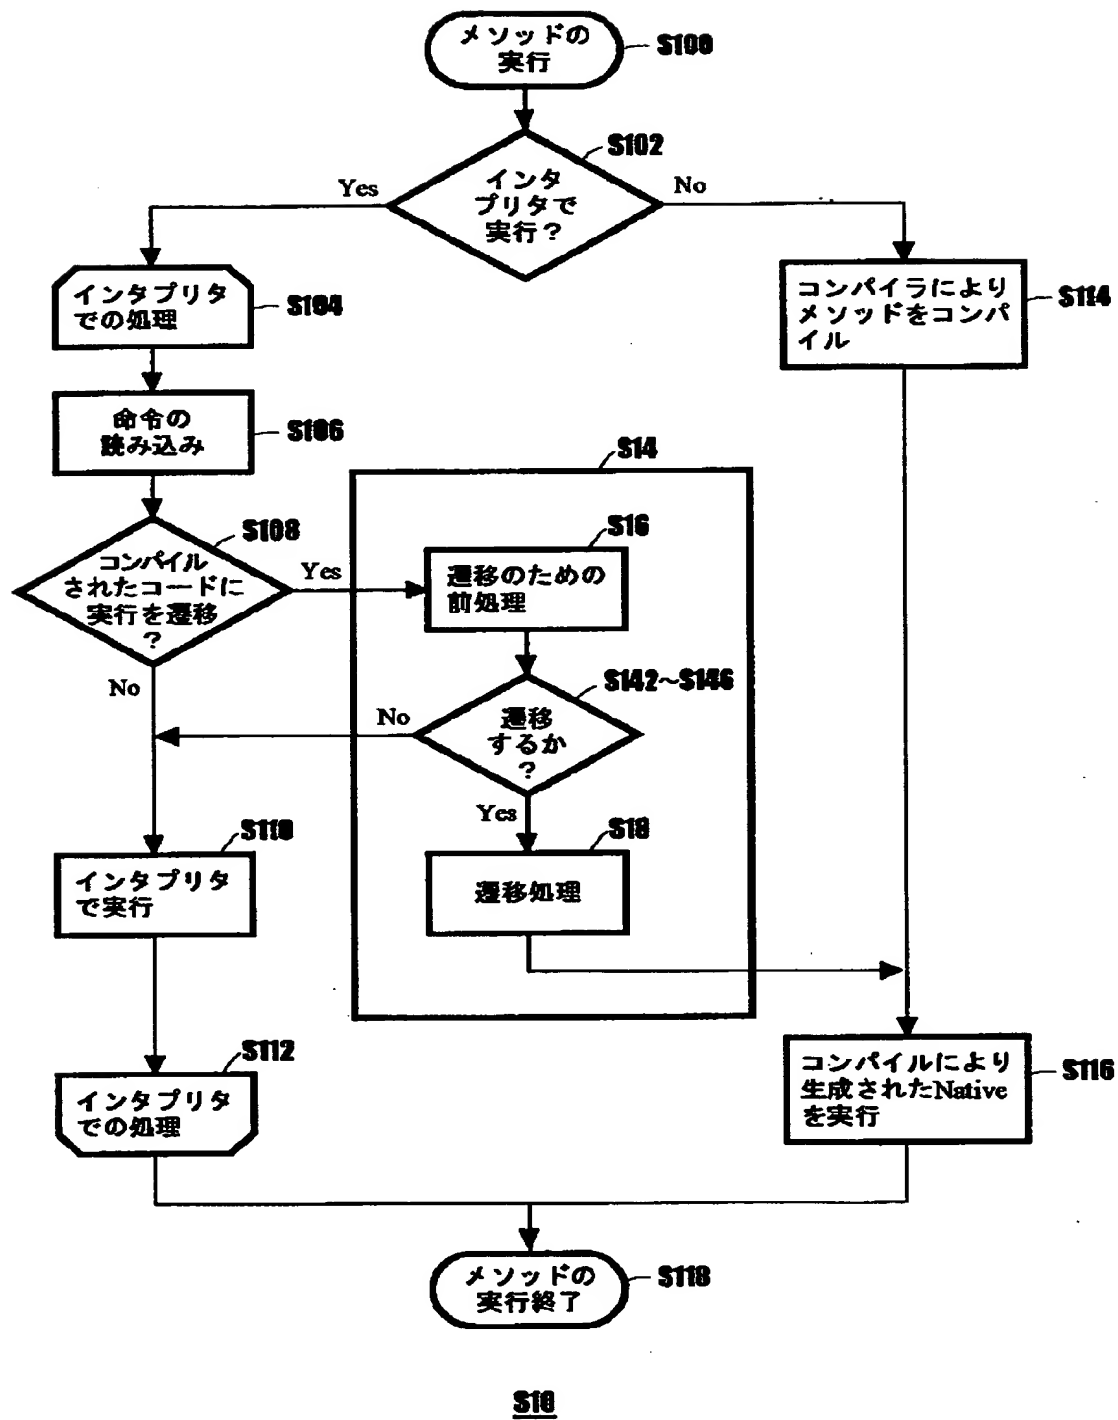 メソッドの
実行
S100
S102
インタ
プリタで
実行？
Yes
No
インタプリタ
での処理
S104
コンパイラにより
メソッドをコンパ
イル
S114
命令の
読み込み
S106
S14
S108
コンパイル
されたコードに
実行を遷移
？
Yes
No
S16
遷移のための
前処理
S142～S146
遷移
するか
？
No
Yes
S18
遷移処理
S110
インタプリタ
で実行
S112
インタプリタ
での処理
コンパイルにより
生成されたNative
を実行
S116
メソッドの
実行終了
S118
S10